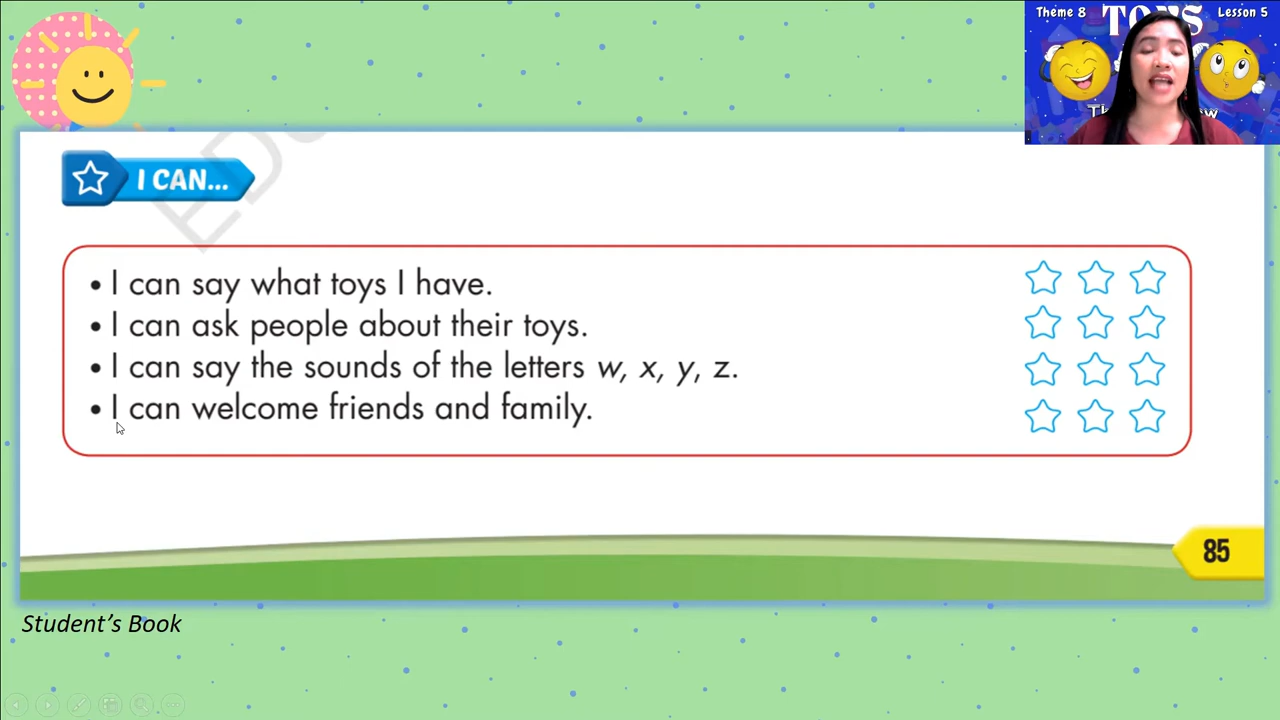 Theme 8 Lesson 5
TOYS
I CAN...
• I can say what toys I have.
• I can ask people about their toys.
• I can say the sounds of the letters w, x, y, z.
• I can welcome friends and family.
85
Student's Book